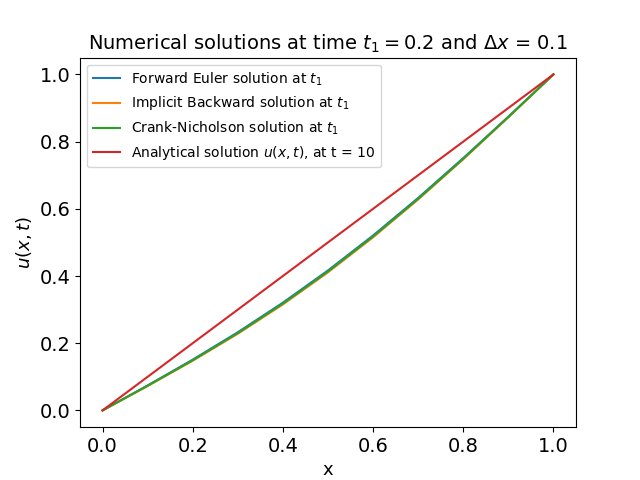 Numerical solutions at time t₁ = 0.2 and Δx = 0.1
Forward Euler solution at t₁
Implicit Backward solution at t₁
Crank-Nicholson solution at t₁
Analytical solution u(x, t), at t = 10
u(x, t)
1.0
0.8
0.6
0.4
0.2
0.0
0.0 0.2 0.4 0.6 0.8 1.0
x